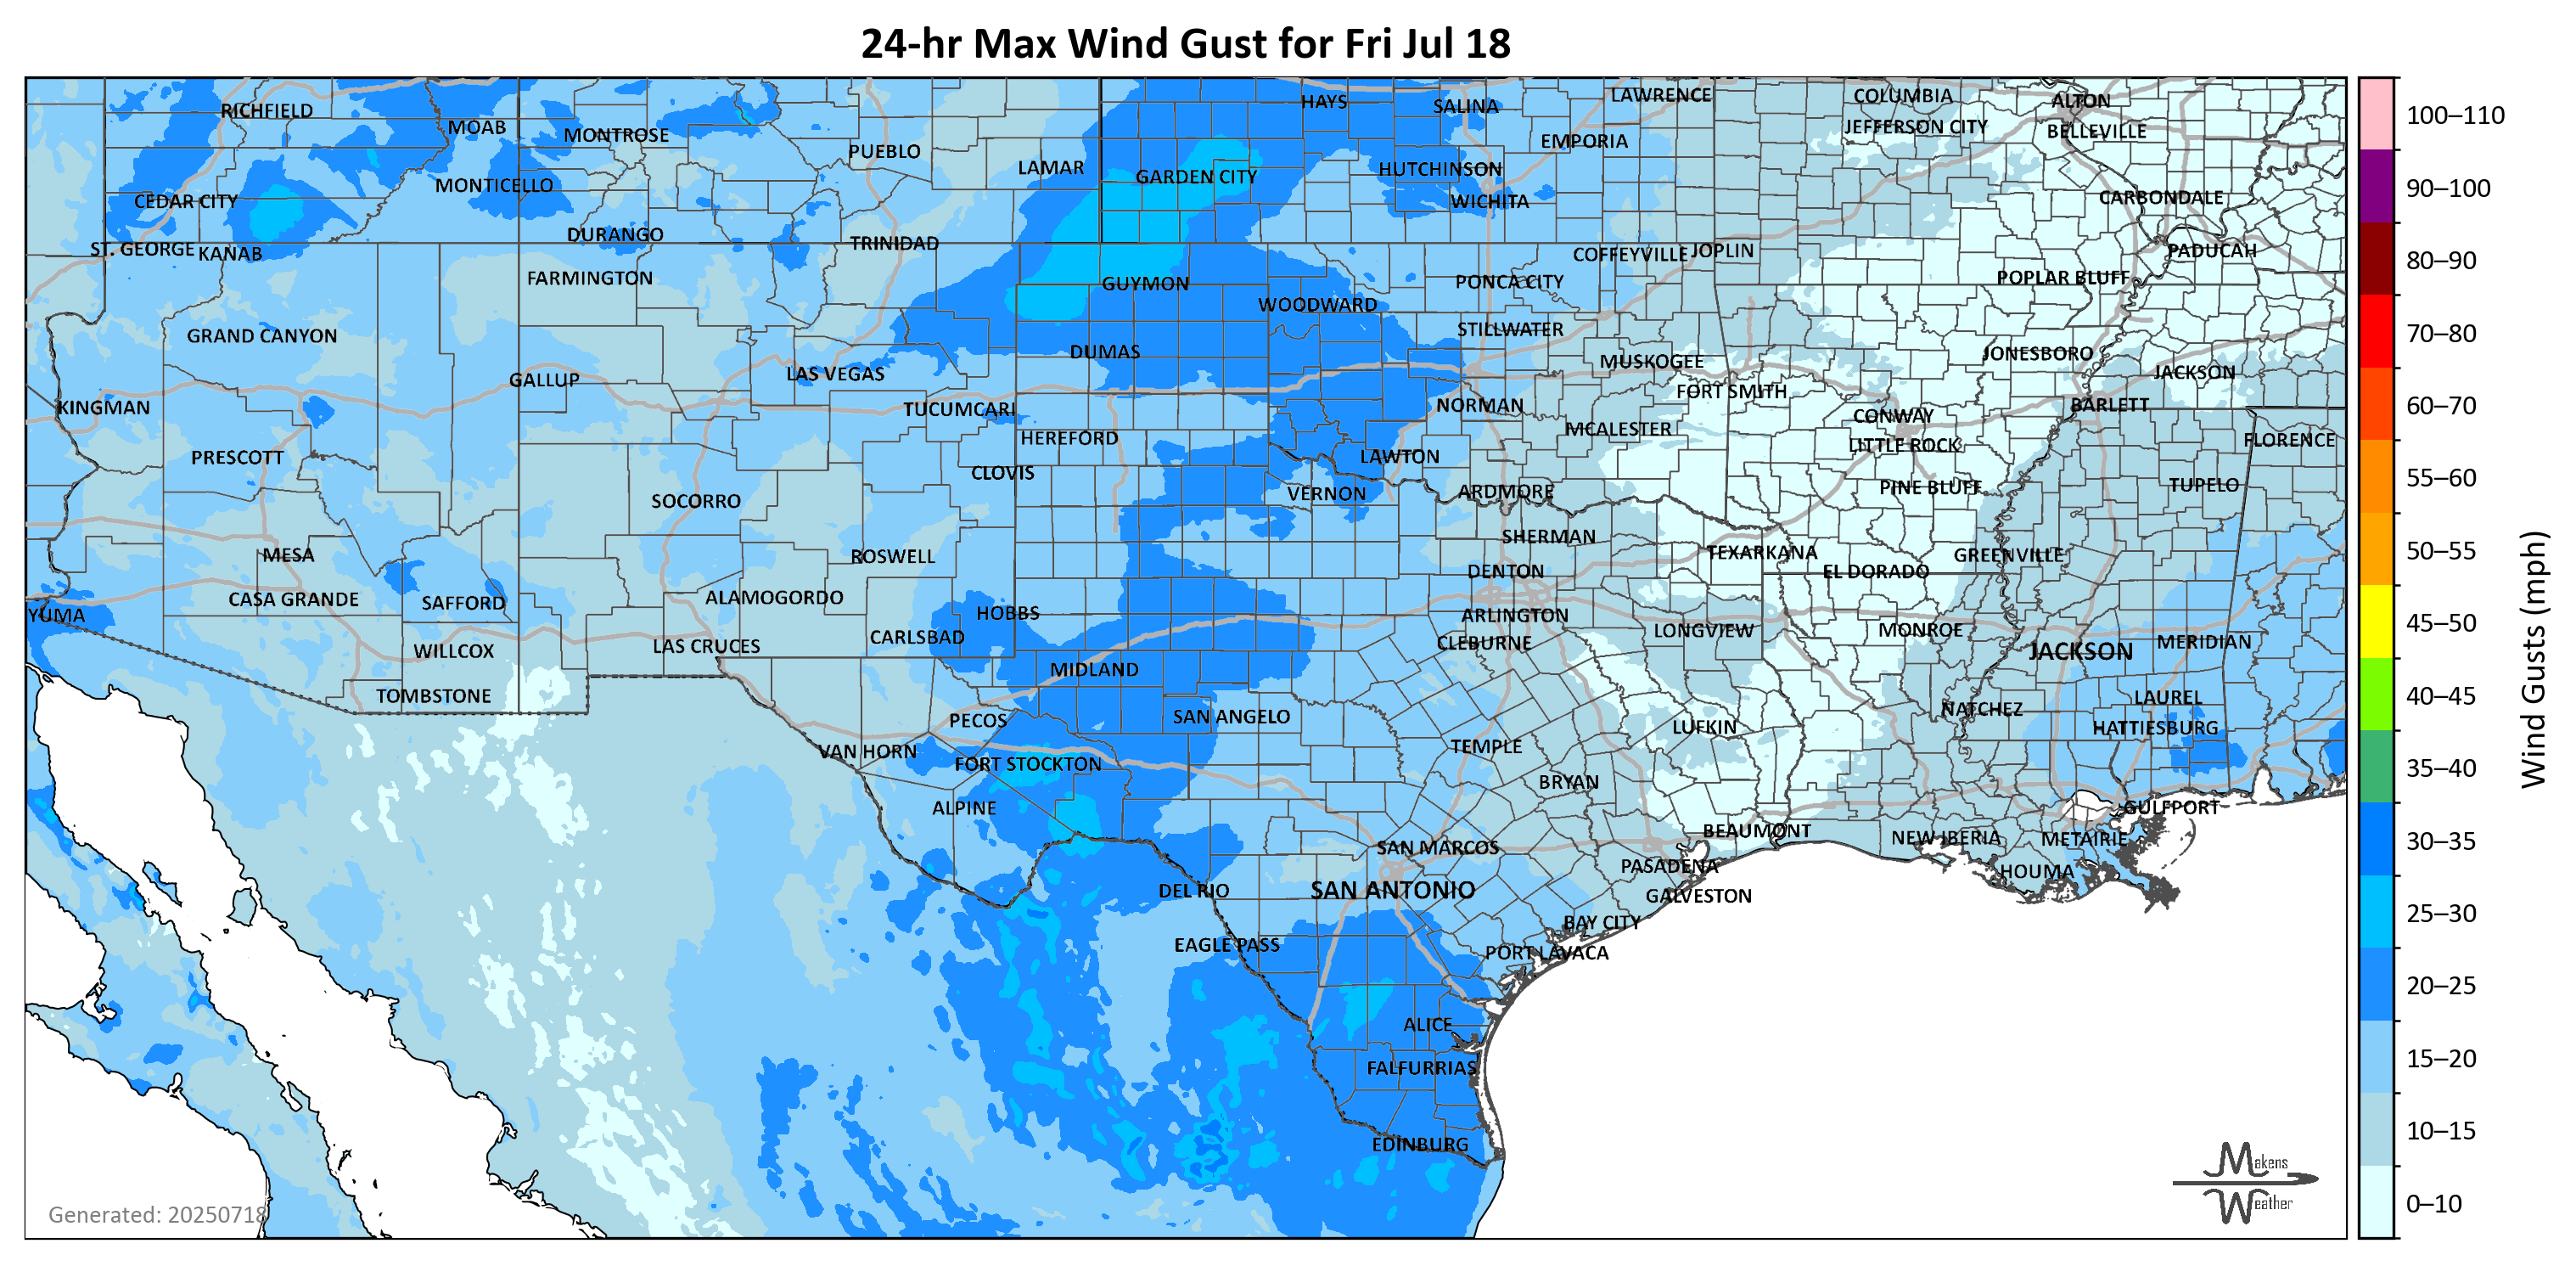 24-hr Max Wind Gust for Fri Jul 18
RICHFIELD
MOAB
MONTROSE
PUEBLO
LAMAR
HAYS
SALINA
LAWRENCE
COLUMBIA
ALTON
JEFFERSON CITY
BELLEVILLE
EMPORIA
HUTCHINSON
GARDEN CITY
MONTICELLO
CEDAR CITY
WICHITA
CARBONDALE
DURANGO
TRINIDAD
ST. GEORGE
KANAB
COFFEYVILLE
JOPLIN
PADUCAH
FARMINGTON
GUYMON
PONCA CITY
POPLAR BLUFF
WOODWARD
GRAND CANYON
STILLWATER
DUMAS
MUSKOGEE
JONESBORO
LAS VEGAS
GALLUP
JACKSON
FORT SMITH
KINGMAN
TUCUMCARI
NORMAN
CONWAY
BARLETT
HEREFORD
MCALESTER
LITTLE ROCK
FLORENCE
PRESCOTT
CLOVIS
LAWTON
SOCORRO
VERNON
ARDMORE
PINE BLUFF
TUPELO
MESA
ROSWELL
SHERMAN
TEXARKANA
GREENVILLE
DENTON
EL DORADO
CASA GRANDE
SAFFORD
ALAMOGORDO
YUMA
HOBBS
ARLINGTON
CARLSBAD
CLEBURNE
LONGVIEW
MONROE
WILLCOX
LAS CRUCES
MIDLAND
JACKSON
MERIDIAN
TOMBSTONE
PECOS
SAN ANGELO
LAUREL
NATCHEZ
LUFKIN
HATTIESBURG
VAN HORN
FORT STOCKTON
TEMPLE
BRYAN
ALPINE
GULFPORT
BEAUMONT
NEW IBERIA
METAIRIE
SAN MARCOS
PASADENA
HOUMA
DEL RIO
SAN ANTONIO
GALVESTON
BAY CITY
EAGLE PASS
PORT LAVACA
ALICE
FALFURRIAS
EDINBURG
Generated: 20250718
Makens
Weather
100–110
90–100
80–90
70–80
60–70
55–60
50–55
45–50
40–45
35–40
30–35
25–30
20–25
15–20
10–15
0–10
Wind Gusts (mph)